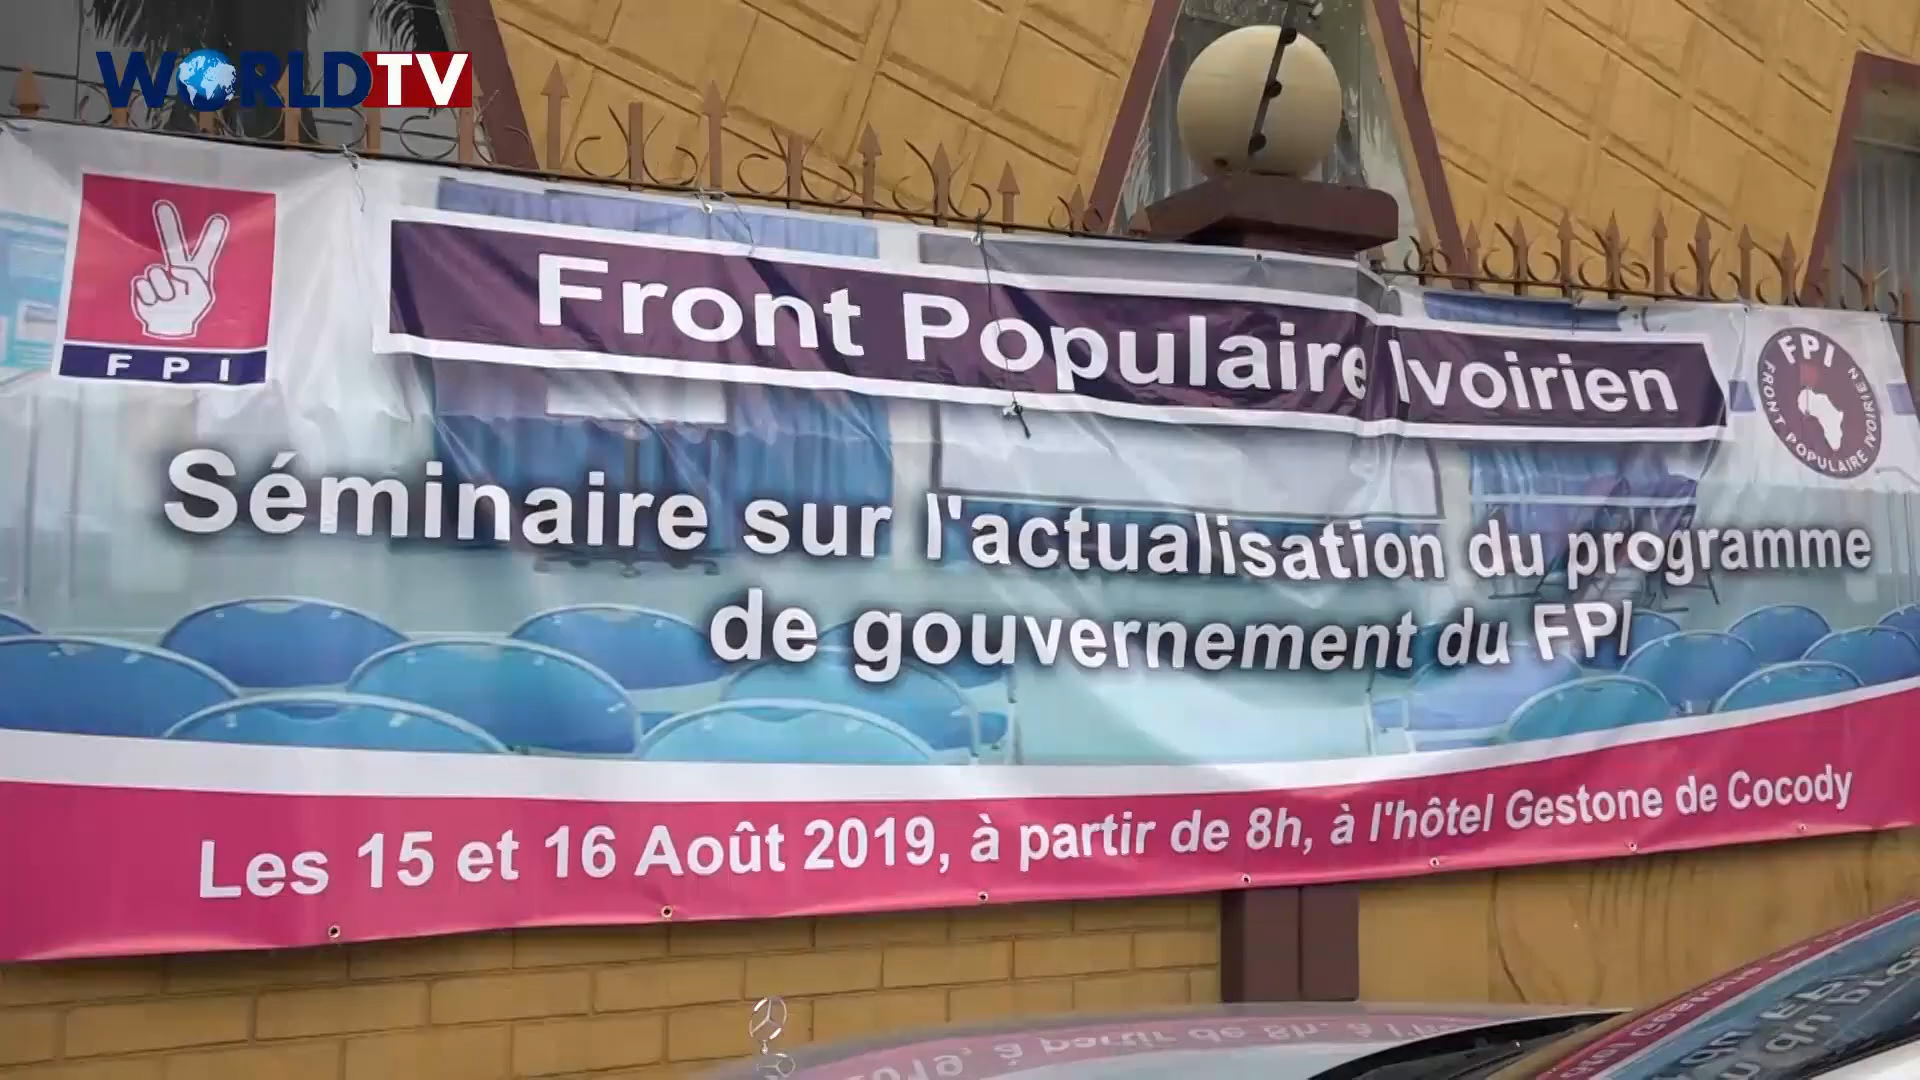 WORLDTV
FPI
Front Populaire Ivoirien
FPI
FRONT POPULAIRE IVOIRIEN
Séminaire sur l'actualisation du programme
de gouvernement du FPI
Les 15 et 16 Août 2019, à partir de 8h, à l'hôtel Gestone de Cocody